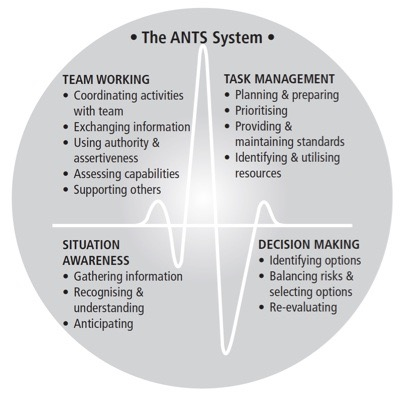 • The ANTS System •
TEAM WORKING
• Coordinating activities
with team
• Exchanging information
• Using authority &
assertiveness
• Assessing capabilities
• Supporting others
TASK MANAGEMENT
• Planning & preparing
• Prioritising
• Providing &
maintaining standards
• Identifying & utilising
resources
SITUATION
AWARENESS
• Gathering information
• Recognising &
understanding
• Anticipating
DECISION MAKING
• Identifying options
• Balancing risks &
selecting options
• Re-evaluating